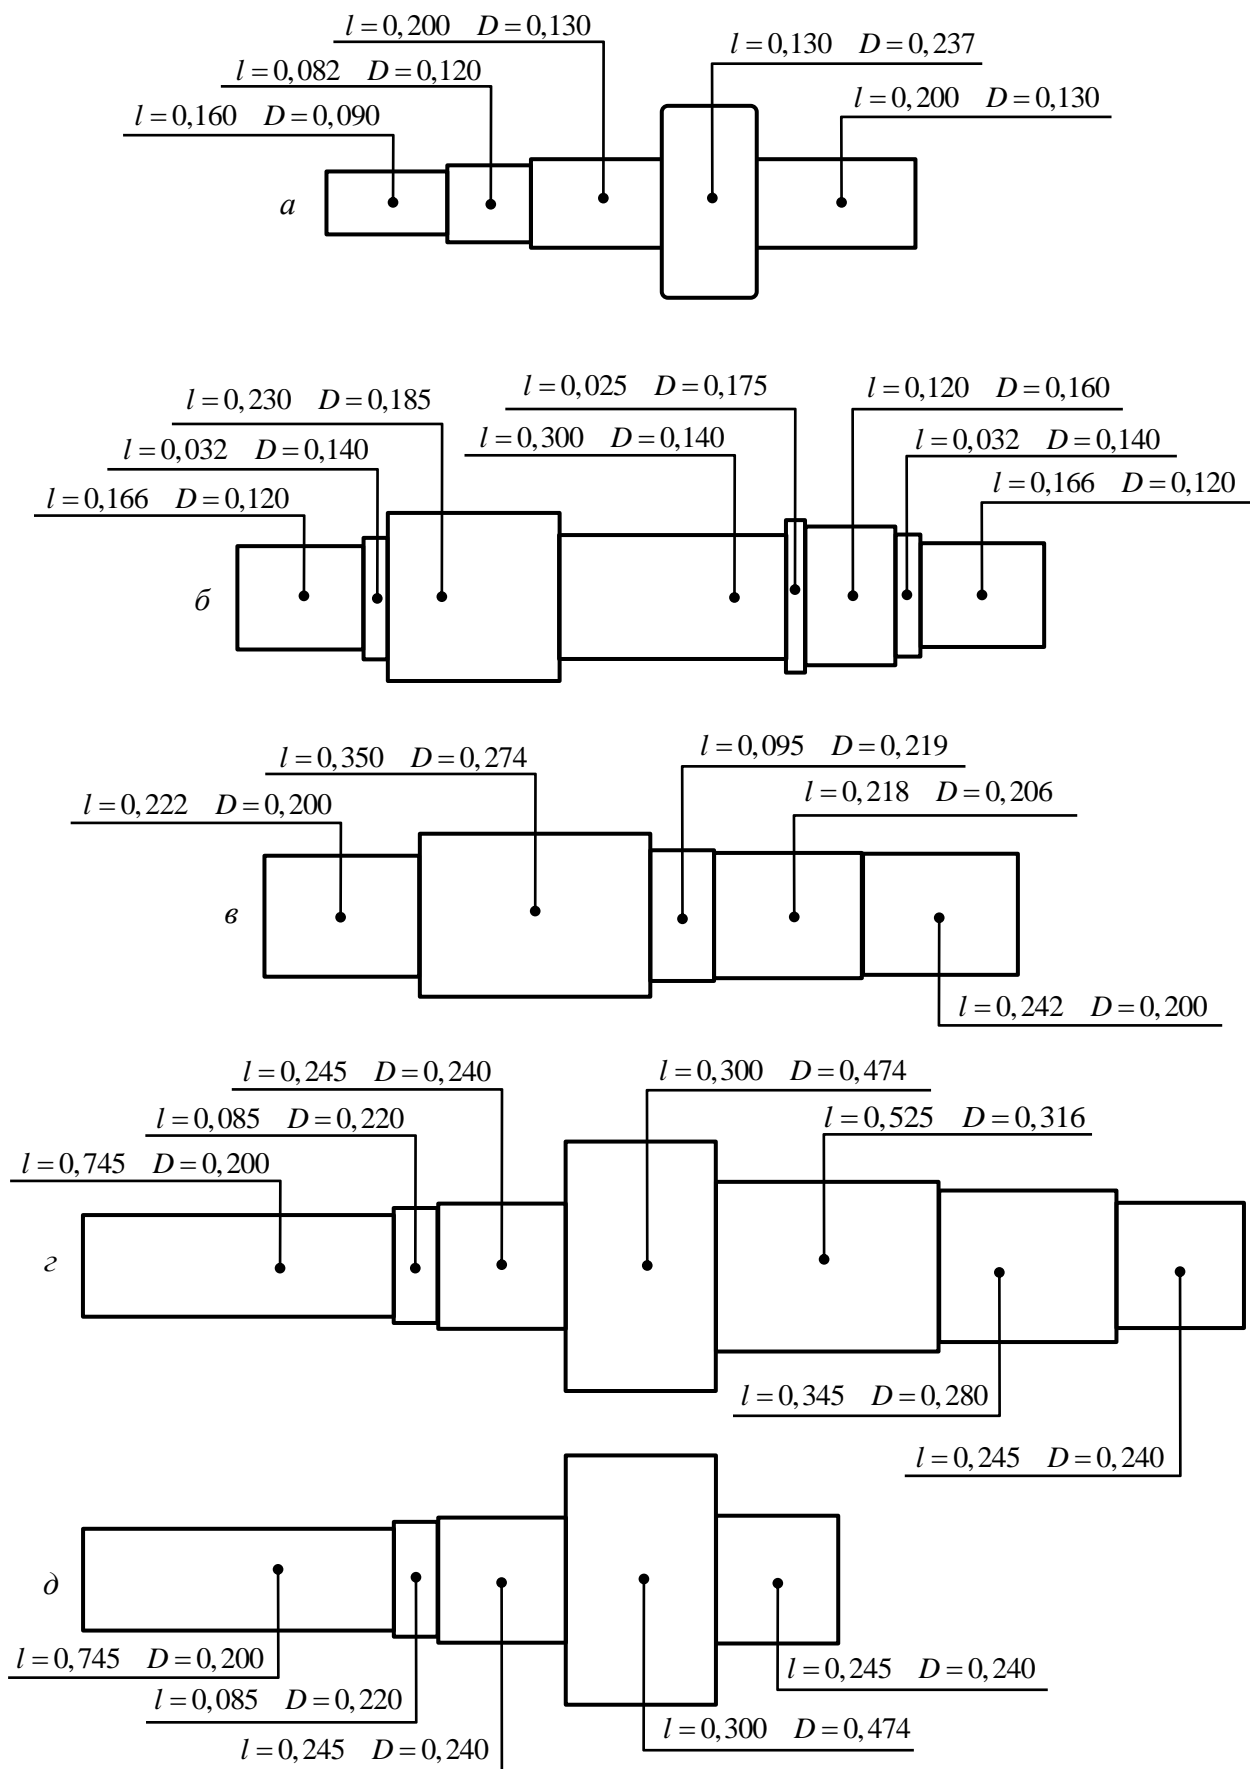 l = 0,200 D = 0,130
l = 0,130 D = 0,237
l = 0,082 D = 0,120
l = 0,200 D = 0,130
l = 0,160 D = 0,090
а
l = 0,025 D = 0,175
l = 0,120 D = 0,160
l = 0,230 D = 0,185
l = 0,300 D = 0,140
l = 0,032 D = 0,140
l = 0,032 D = 0,140
l = 0,166 D = 0,120
l = 0,166 D = 0,120
б
l = 0,095 D = 0,219
l = 0,350 D = 0,274
l = 0,218 D = 0,206
l = 0,222 D = 0,200
в
l = 0,242 D = 0,200
l = 0,245 D = 0,240
l = 0,300 D = 0,474
l = 0,085 D = 0,220
l = 0,525 D = 0,316
l = 0,745 D = 0,200
г
l = 0,345 D = 0,280
l = 0,245 D = 0,240
д
l = 0,745 D = 0,200
l = 0,245 D = 0,240
l = 0,085 D = 0,220
l = 0,300 D = 0,474
l = 0,245 D = 0,240